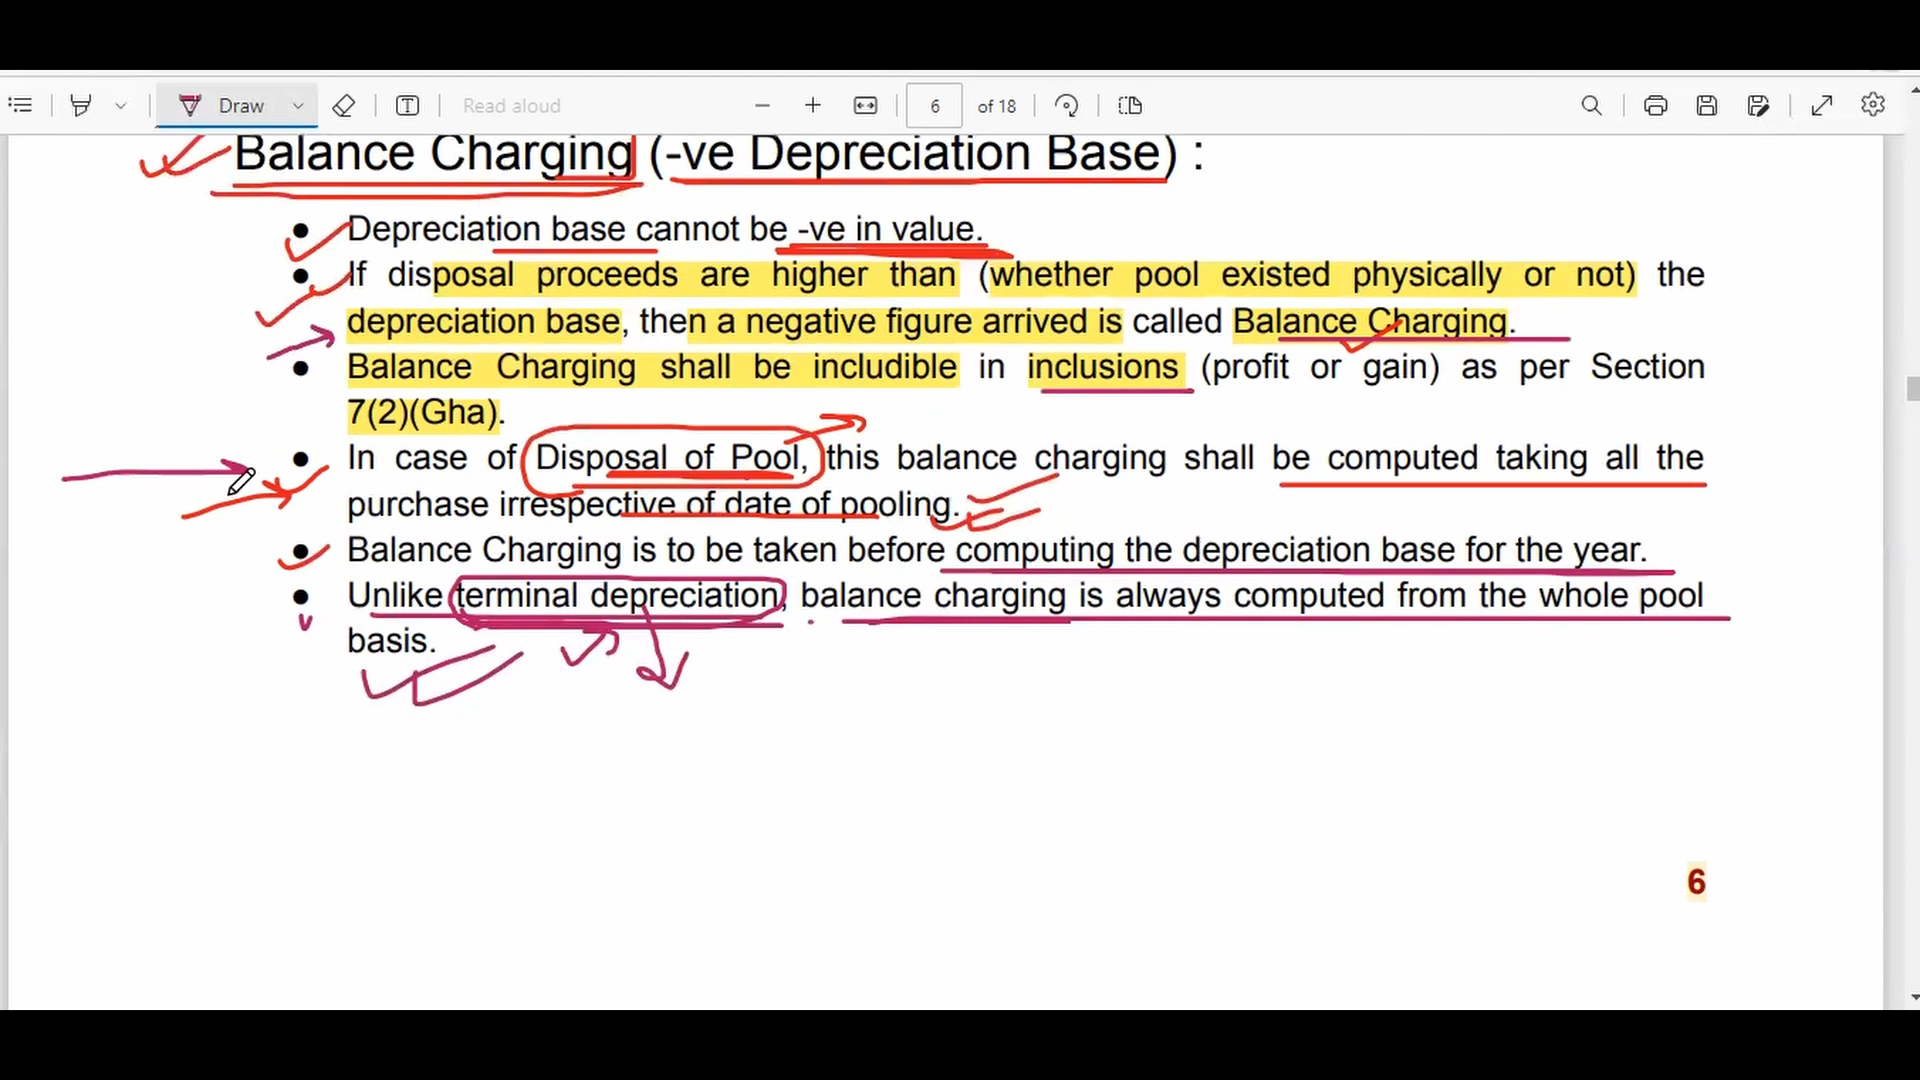 Draw
Read aloud
6
of 18
Balance Charging (-ve Depreciation Base) :
● Depreciation base cannot be -ve in value.
● If disposal proceeds are higher than (whether pool existed physically or not) the
depreciation base, then a negative figure arrived is called Balance Charging.
● Balance Charging shall be includible in inclusions (profit or gain) as per Section
7(2)(Gha).
● In case of Disposal of Pool, this balance charging shall be computed taking all the
purchase irrespective of date of pooling.
● Balance Charging is to be taken before computing the depreciation base for the year.
● Unlike terminal depreciation, balance charging is always computed from the whole pool
basis.
6